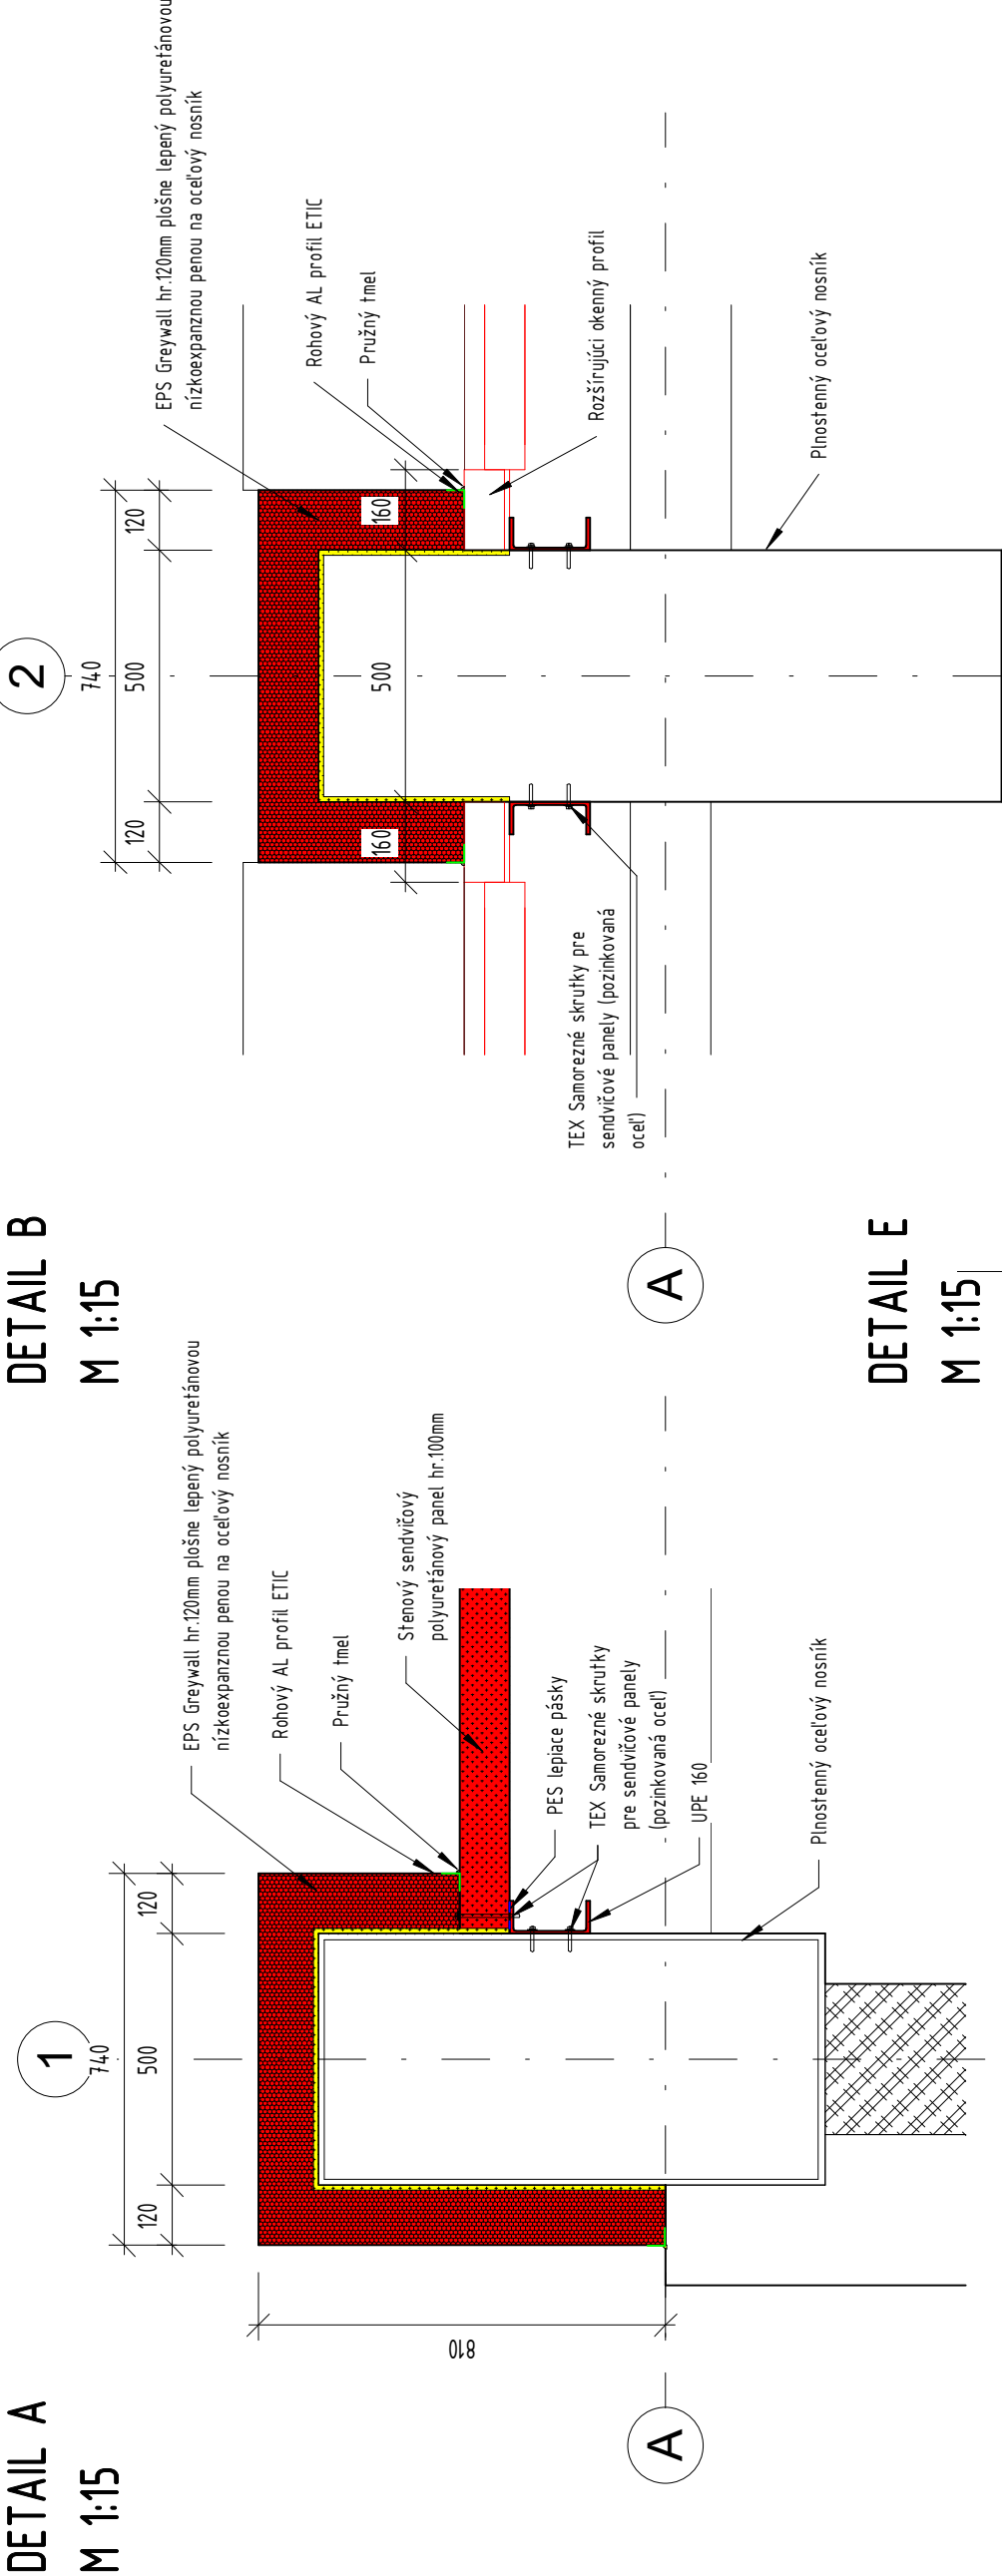 DETAIL A
M 1:15
1
740
120
500
120
810
A
EPS Greywall hr.120mm plošne lepený polyuretánovou
nízkoexpanznou penou na oceľový nosník
Rohový AL profil ETIC
Pružný tmel
Stenový sendvičový
polyuretánový panel hr.100mm
PES lepiace pásky
TEX Samorezné skrutky
pre sendvičové panely
(pozinkovaná oceľ)
UPE 160
Plnostenný oceľový nosník
DETAIL B
M 1:15
2
740
120
500
120
160
500
160
A
EPS Greywall hr.120mm plošne lepený polyuretánovou
nízkoexpanznou penou na oceľový nosník
Rohový AL profil ETIC
Pružný tmel
Rozširujúci okenný profil
Plnostenný oceľový nosník
TEX Samorezné skrutky pre
sendvičové panely (pozinkovaná
oceľ)
DETAIL E
M 1:15